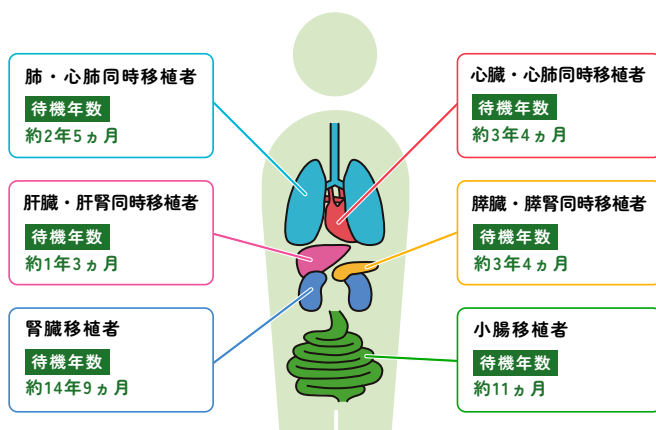 肺・心肺同時移植者
待機年数
約2年5ヵ月
心臓・心肺同時移植者
待機年数
約3年4ヵ月
肝臓・肝腎同時移植者
待機年数
約1年3ヵ月
膵臓・膵腎同時移植者
待機年数
約3年4ヵ月
腎臓移植者
待機年数
約14年9ヵ月
小腸移植者
待機年数
約11ヵ月